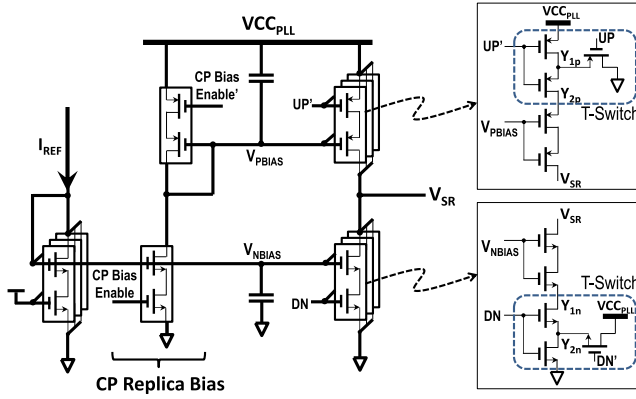 VCC_PLL
CP Bias
Enable'
UP'
I_REF
V_PBIAS
V_SR
V_NBIAS
CP Bias
Enable
DN
CP Replica Bias
VCC_PLL
UP
UP'
Y_1p
Y_2p
T-Switch
V_PBIAS
V_SR
V_SR
V_NBIAS
T-Switch
Y_1n
VCC_PLL
DN
Y_2n
DN'